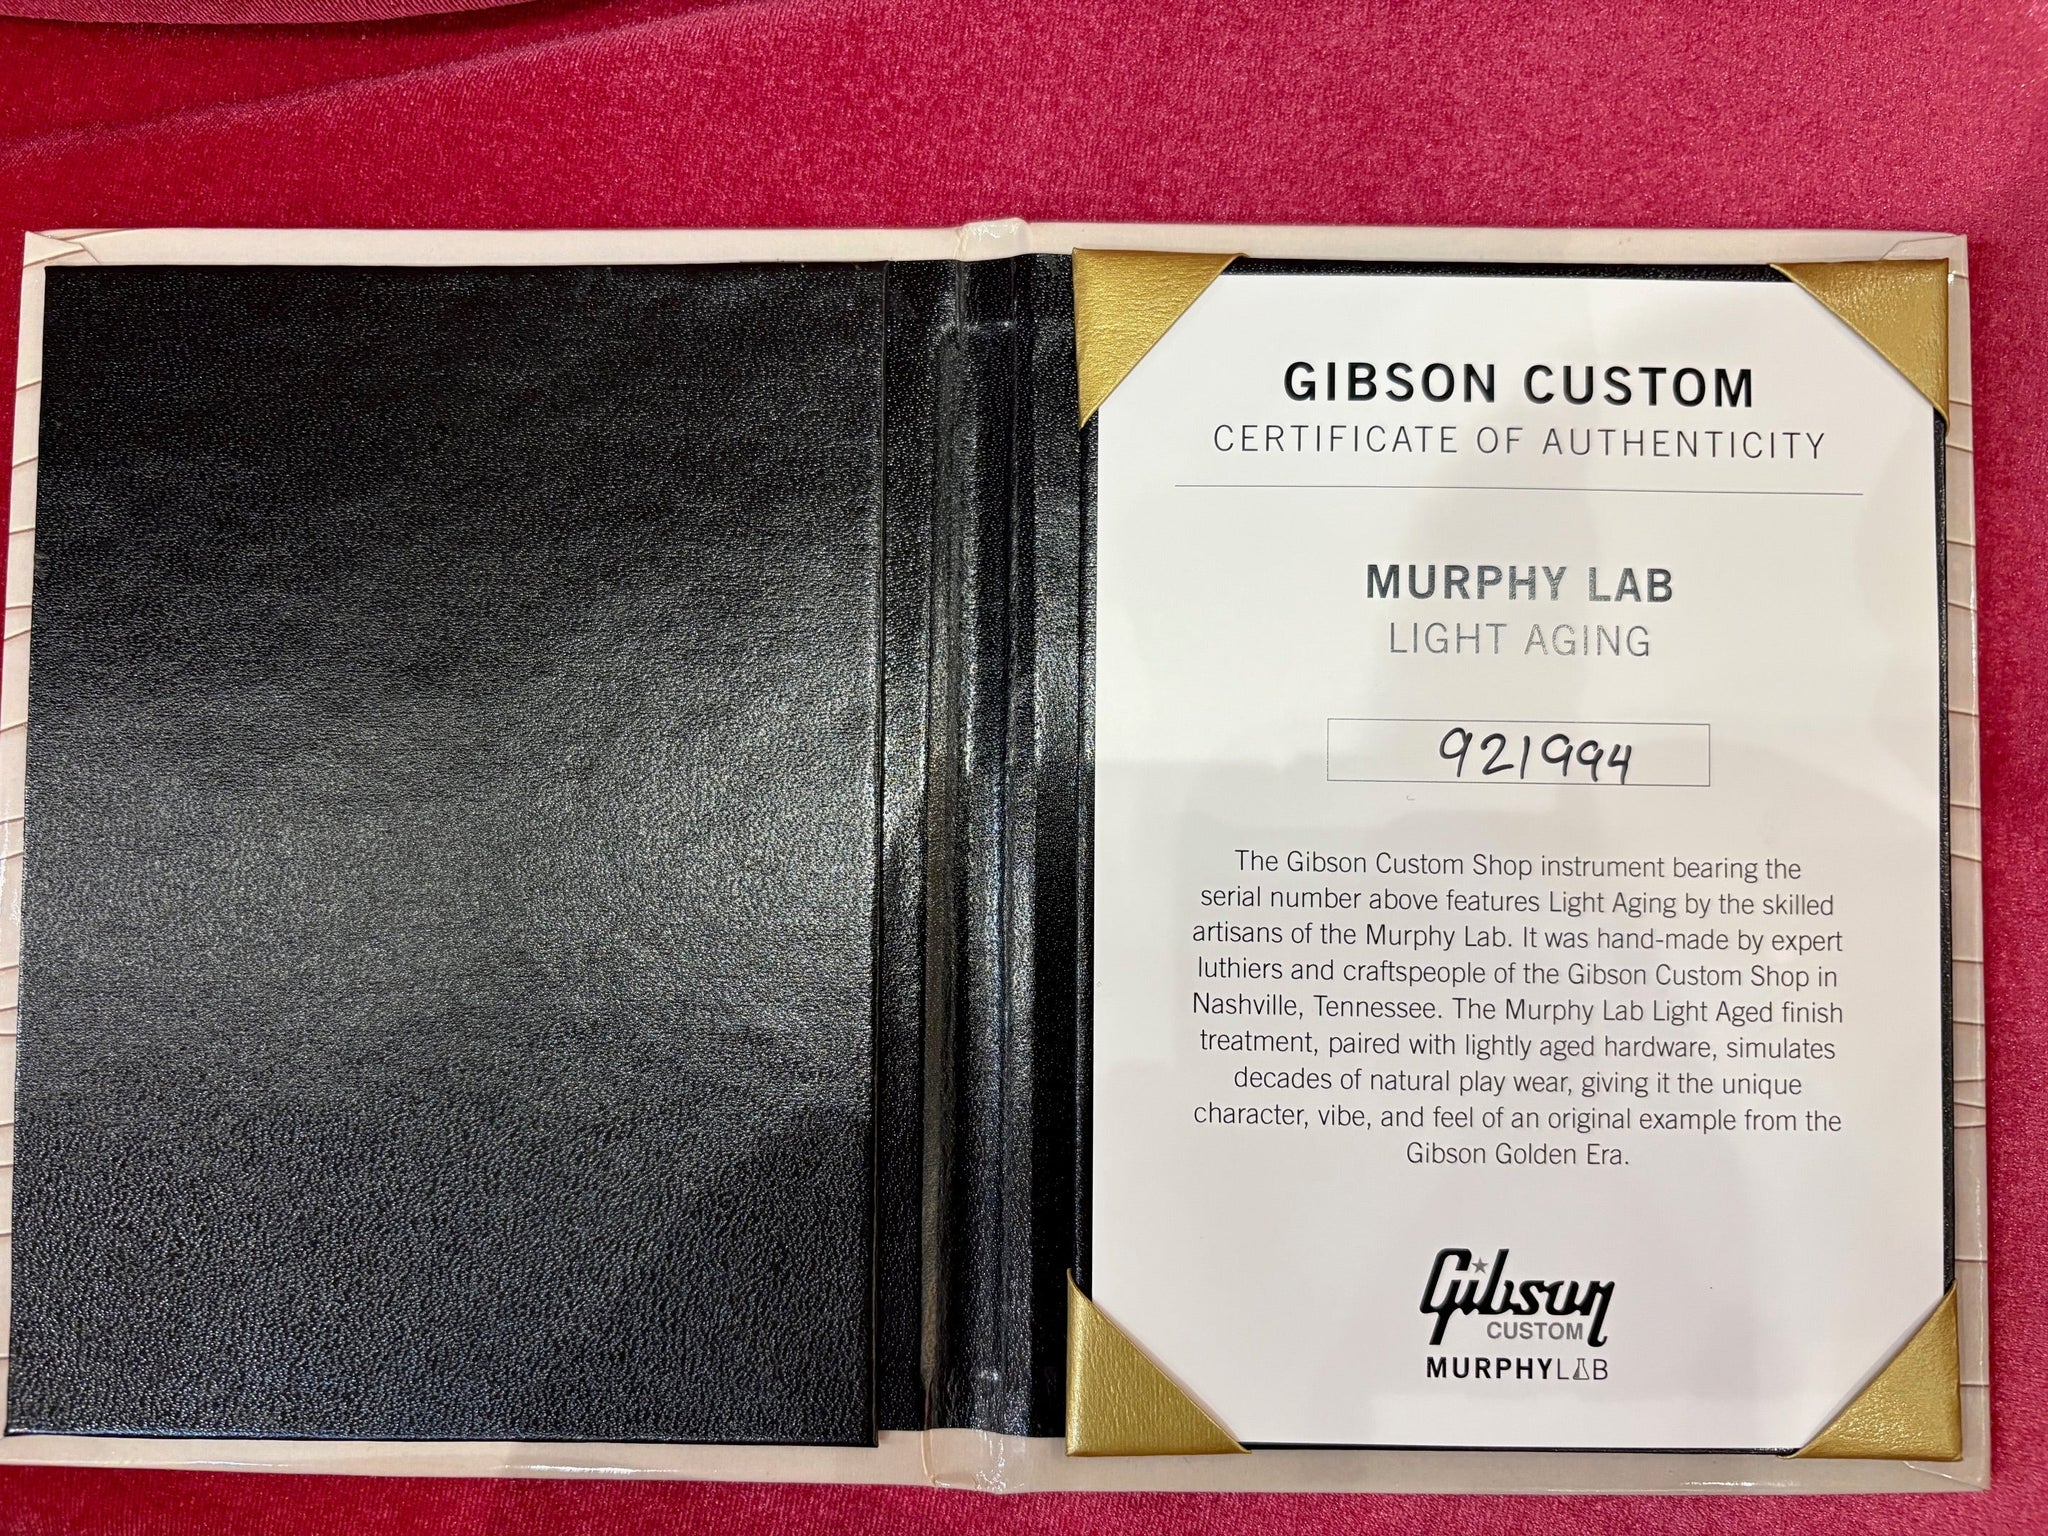 GIBSON CUSTOM
CERTIFICATE OF AUTHENTICITY
MURPHY LAB
LIGHT AGING
921994
The Gibson Custom Shop instrument bearing the
serial number above features Light Aging by the skilled
artisans of the Murphy Lab. It was hand-made by expert
luthiers and craftspeople of the Gibson Custom Shop in
Nashville, Tennessee. The Murphy Lab Light Aged finish
treatment, paired with lightly aged hardware, simulates
decades of natural play wear, giving it the unique
character, vibe, and feel of an original example from the
Gibson Golden Era.
Gibson
CUSTOM
MURPHYLAB